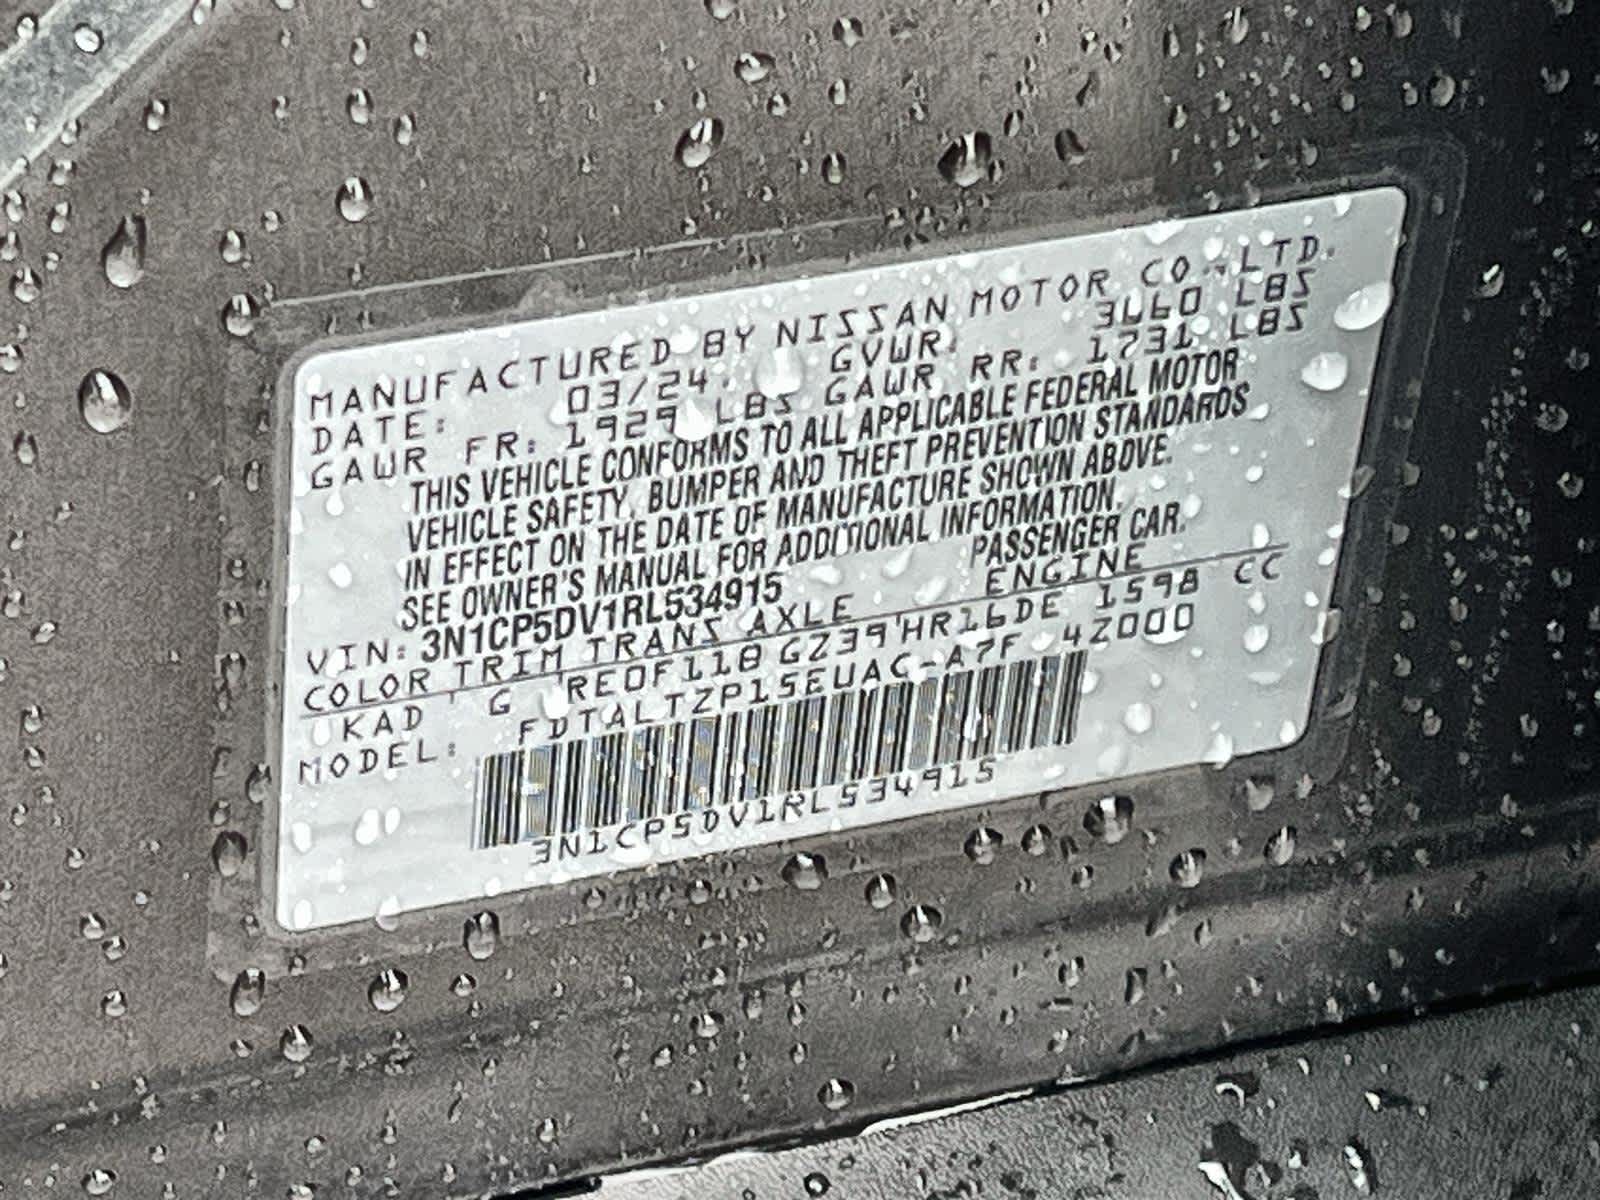 MANUFACTURED BY NISSAN MOTOR CO.,LTD.
DATE: 03/24 GVWR: 3660 LBS
GAWR FR: 1929 LBS GAWR RR: 1731 LBS
THIS VEHICLE CONFORMS TO ALL APPLICABLE FEDERAL MOTOR
VEHICLE SAFETY, BUMPER AND THEFT PREVENTION STANDARDS
IN EFFECT ON THE DATE OF MANUFACTURE SHOWN ABOVE.
SEE OWNER'S MANUAL FOR ADDITIONAL INFORMATION.
VIN: 3N1CP5DV1RL534915 PASSENGER CAR.
COLOR TRIM TRANS AXLE ENGINE
KAD G RE0F11B GZ39 HR16DE 1598 CC
MODEL: FDTALTZP15EUAC-A7F 4Z000
3N1CP5DV1RL534915